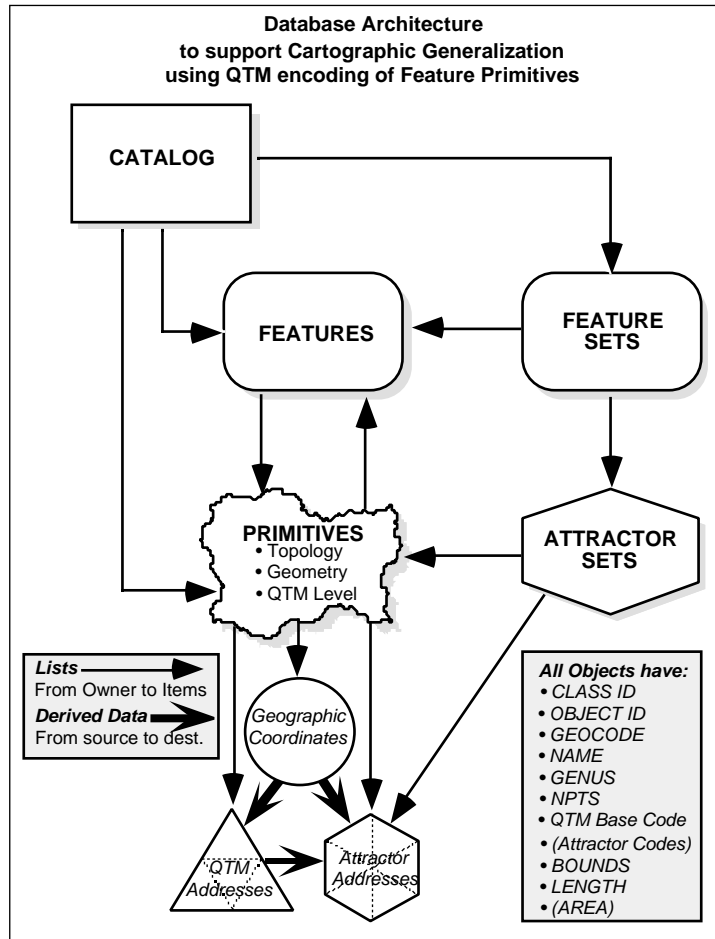 Database Architecture
to support Cartographic Generalization
using QTM encoding of Feature Primitives
CATALOG
FEATURES
FEATURE
SETS
PRIMITIVES
• Topology
• Geometry
• QTM Level
ATTRACTOR
SETS
Lists
From Owner to Items
Derived Data
From source to dest.
Geographic
Coordinates
QTM
Addresses
Attractor
Addresses
All Objects have:
• CLASS ID
• OBJECT ID
• GEOCODE
• NAME
• GENUS
• NPTS
• QTM Base Code
• (Attractor Codes)
• BOUNDS
• LENGTH
• (AREA)